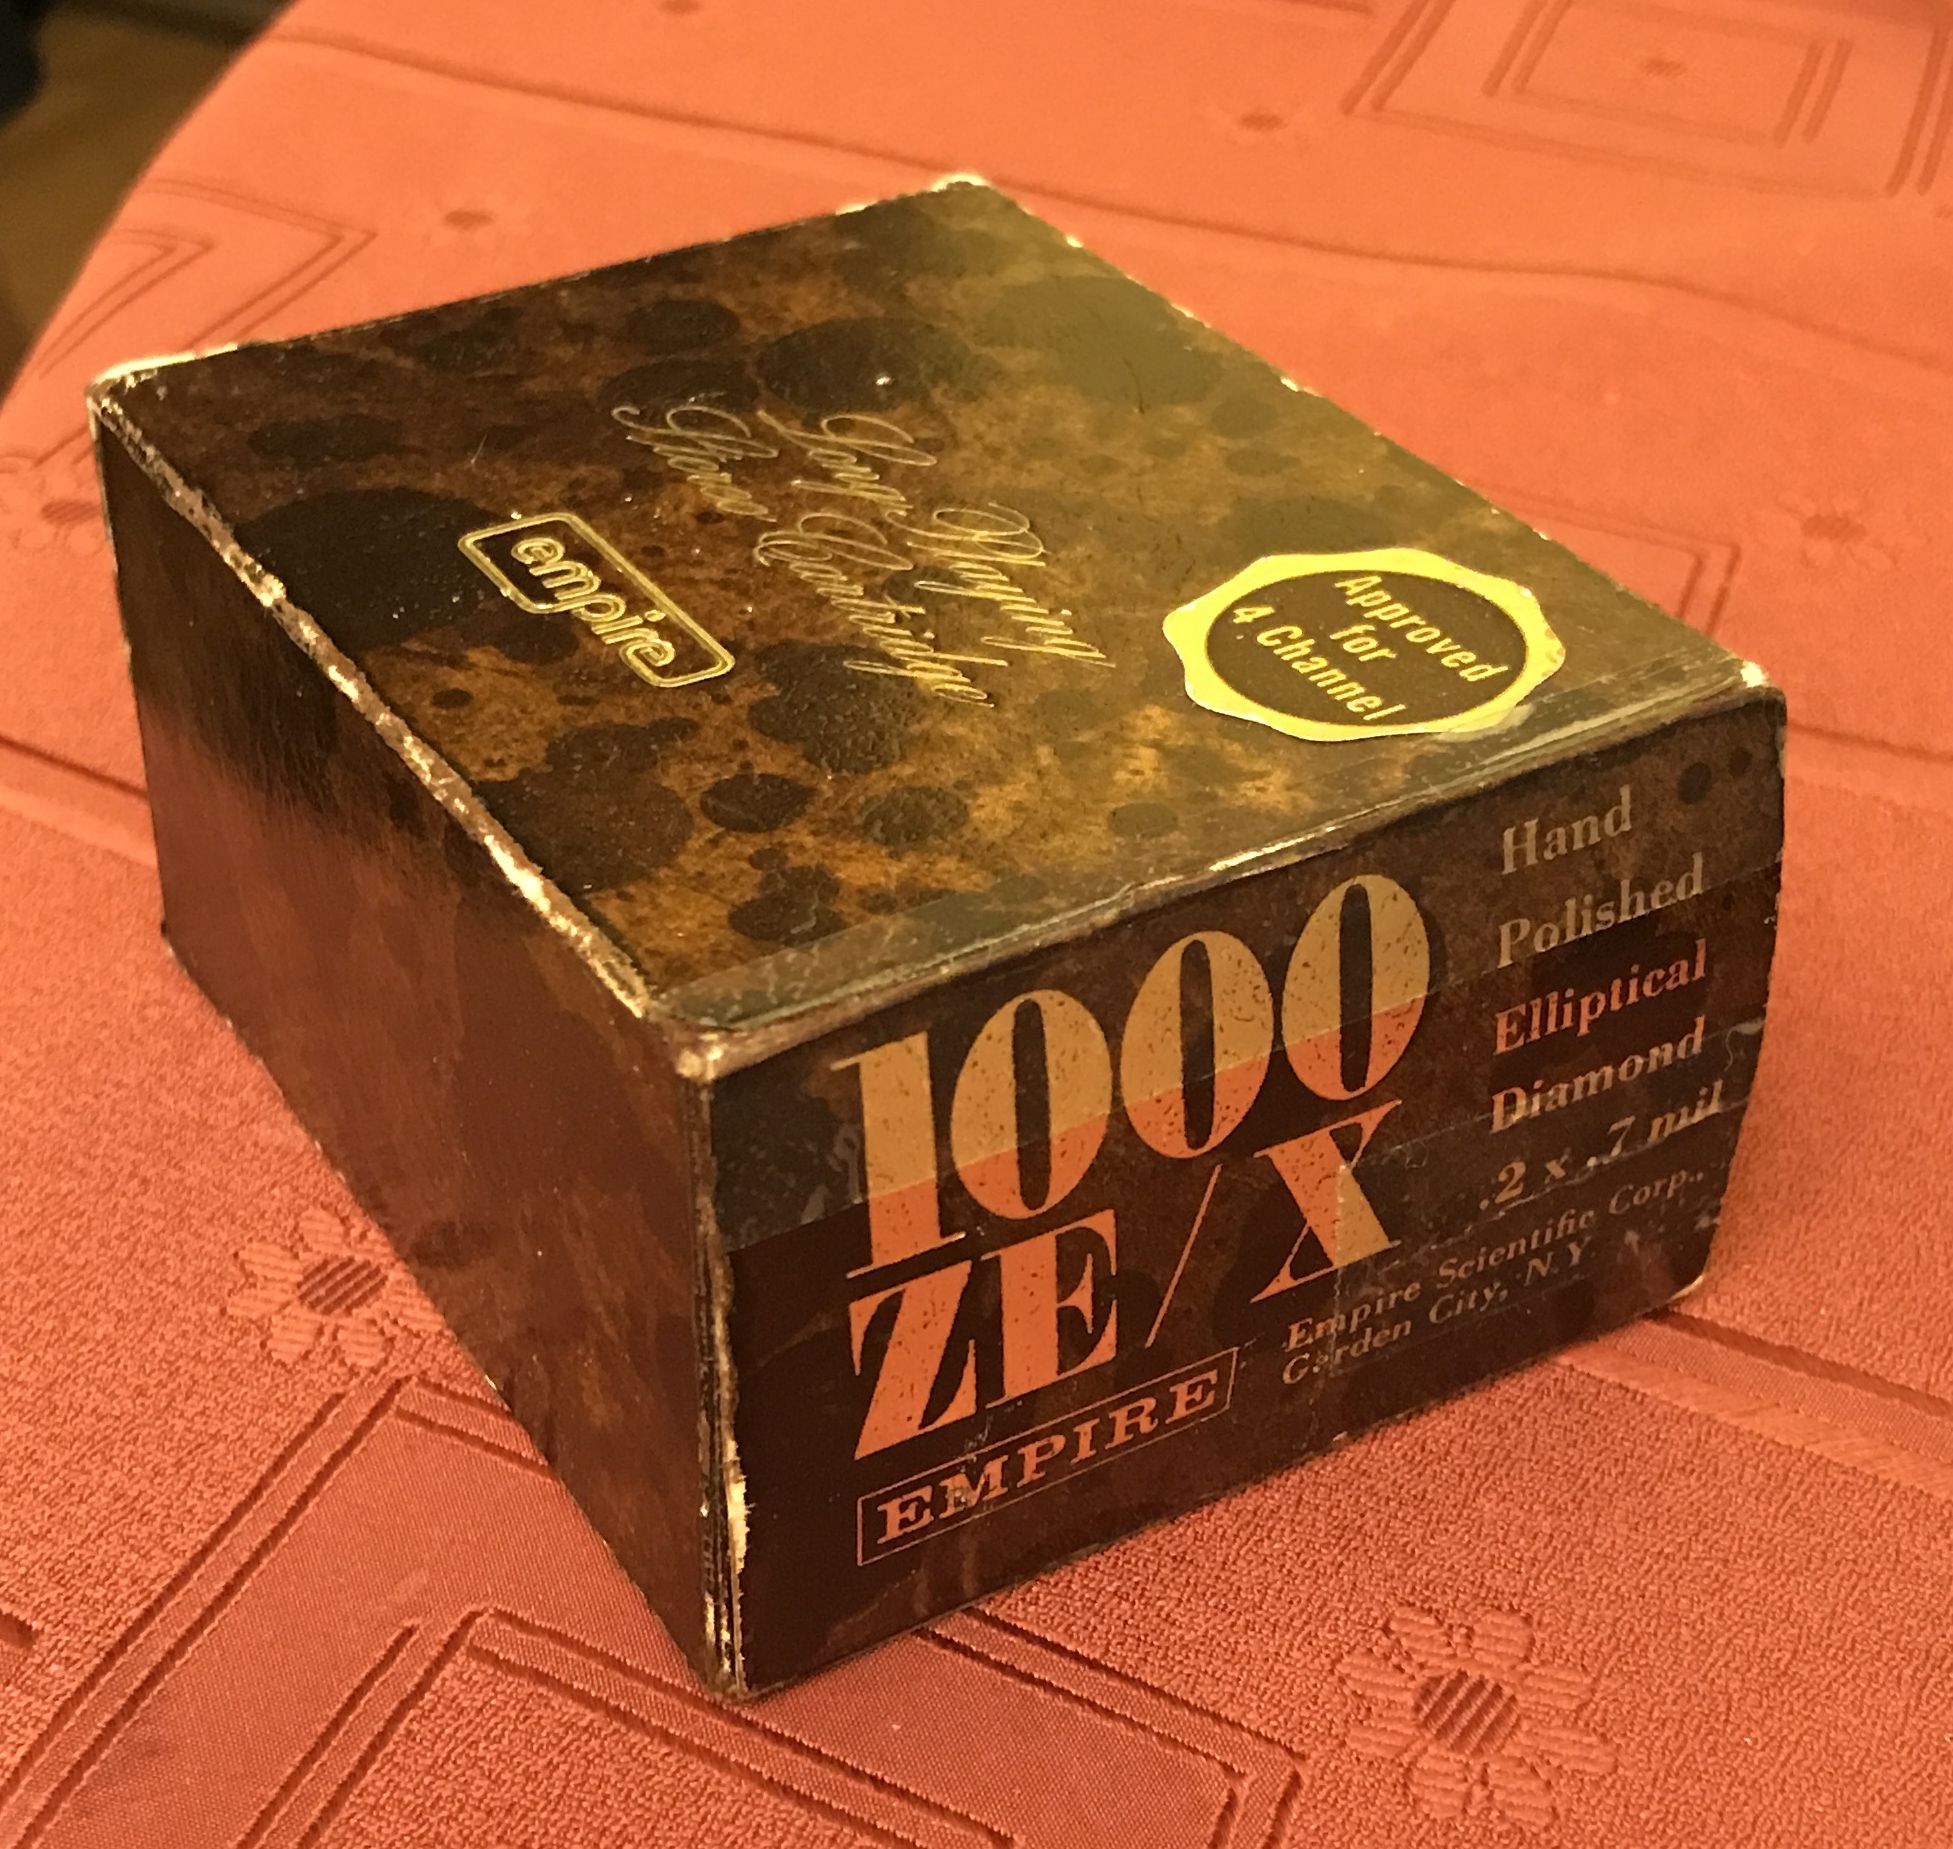 Long Playing
Stereo Cartridge
empire
Approved
for
4 Channel
1000
ZE/X
EMPIRE
Hand
Polished
Elliptical
Diamond
.2 x .7 mil
Empire Scientific Corp.,
Garden City, N.Y.